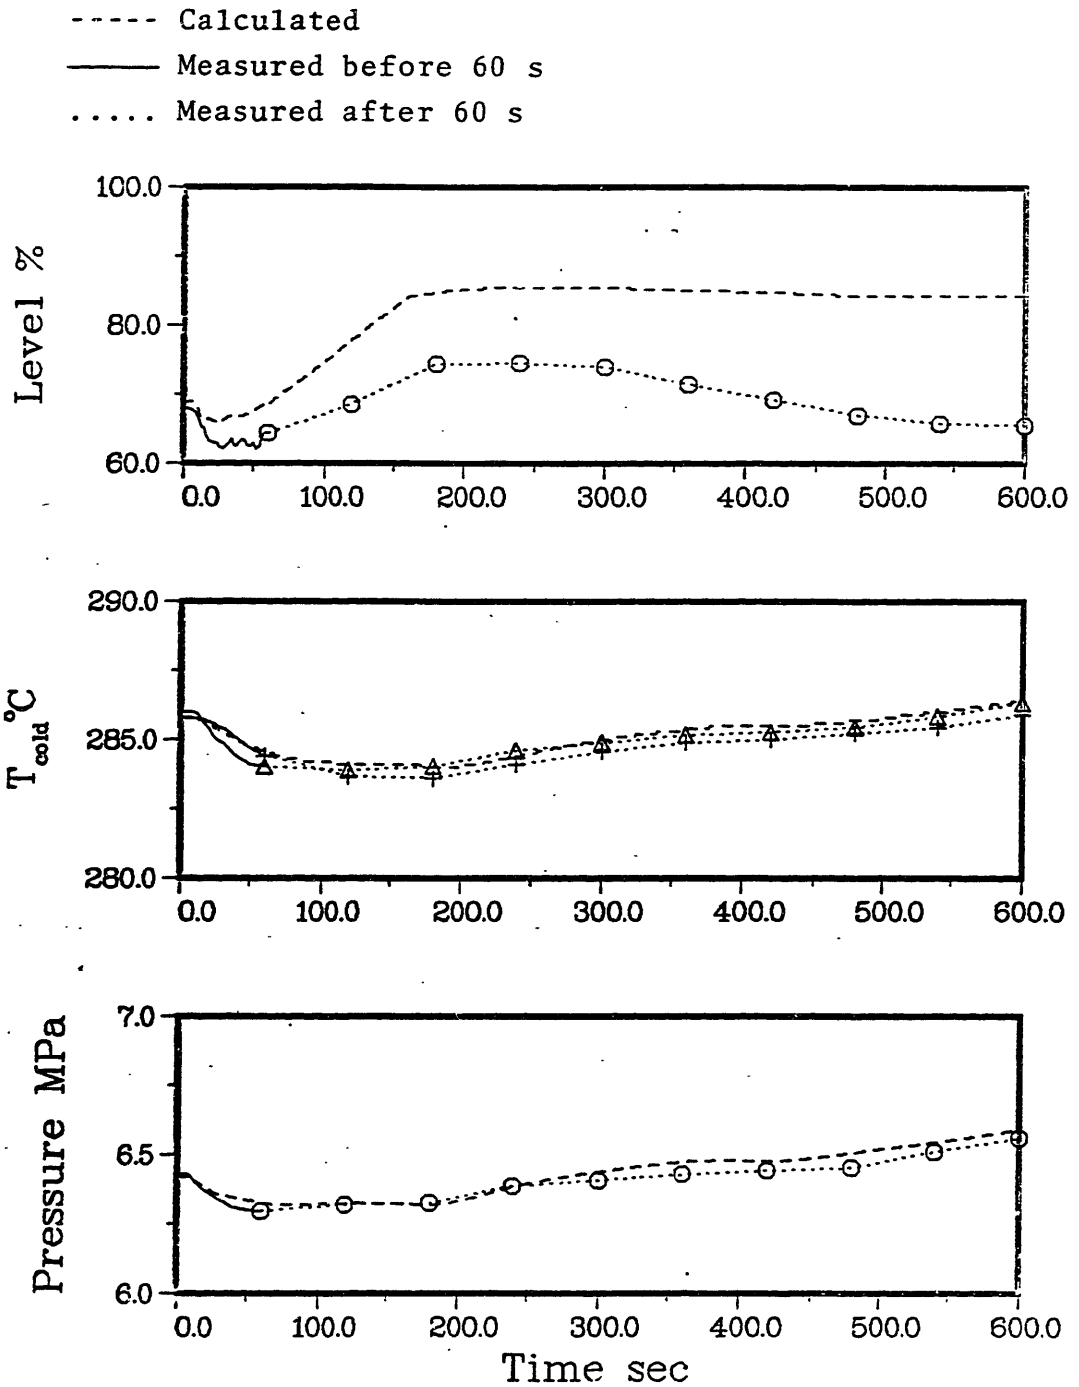 Calculated
Measured before 60 s
Measured after 60 s
100.0
80.0
60.0
Level %
0.0 100.0 200.0 300.0 400.0 500.0 600.0
290.0
285.0
280.0
T cold °C
0.0 100.0 200.0 300.0 400.0 500.0 600.0
7.0
6.5
6.0
Pressure MPa
0.0 100.0 200.0 300.0 400.0 500.0 600.0
Time sec